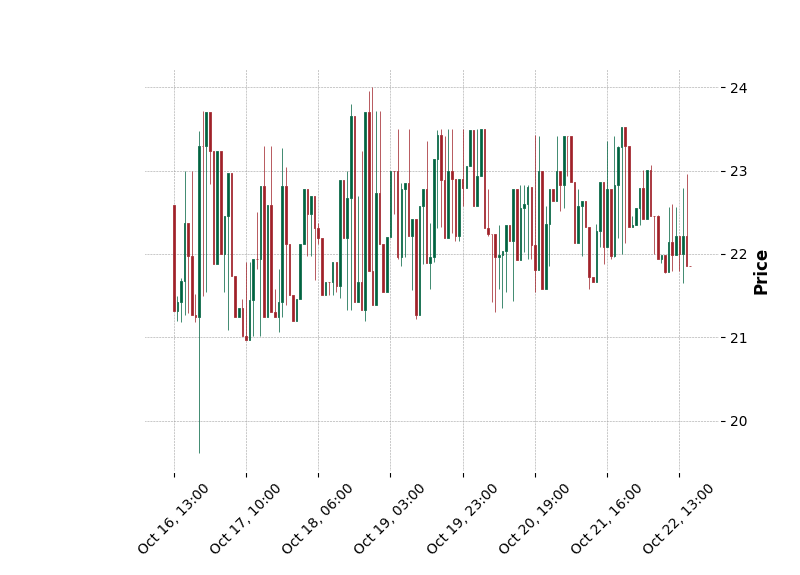 24
23
22
21
20
Price
Oct 16, 13:00
Oct 17, 10:00
Oct 18, 06:00
Oct 19, 03:00
Oct 19, 23:00
Oct 20, 19:00
Oct 21, 16:00
Oct 22, 13:00